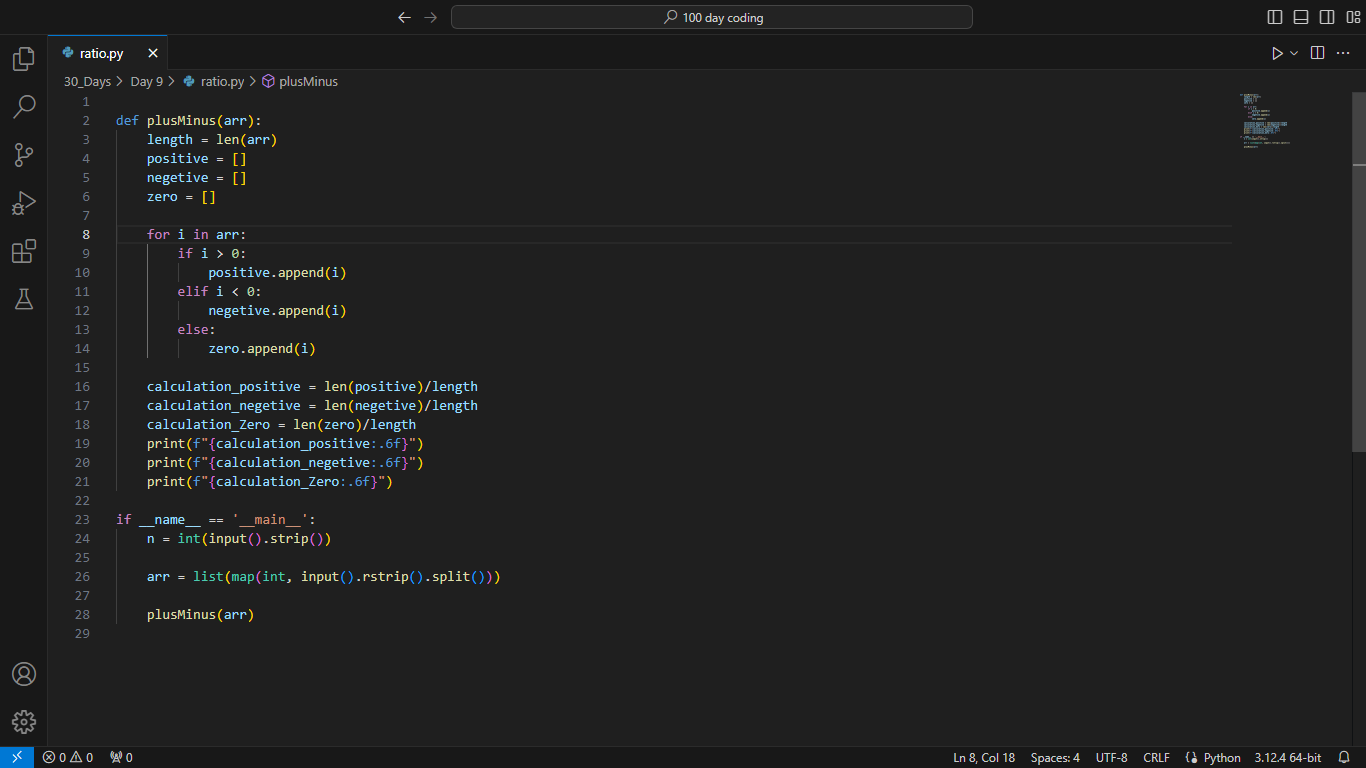 100 day coding
ratio.py
30_Days > Day 9 > ratio.py > plusMinus
1
2 def plusMinus(arr):
3     length = len(arr)
4     positive = []
5     negetive = []
6     zero = []
7
8     for i in arr:
9         if i > 0:
10             positive.append(i)
11         elif i < 0:
12             negetive.append(i)
13         else:
14             zero.append(i)
15
16     calculation_positive = len(positive)/length
17     calculation_negetive = len(negetive)/length
18     calculation_Zero = len(zero)/length
19     print(f"{calculation_positive:.6f}")
20     print(f"{calculation_negetive:.6f}")
21     print(f"{calculation_Zero:.6f}")
22
23 if __name__ == '__main__':
24     n = int(input().strip())
25
26     arr = list(map(int, input().rstrip().split()))
27
28     plusMinus(arr)
29
0 0 0 Ln 8, Col 18 Spaces: 4 UTF-8 CRLF Python 3.12.4 64-bit